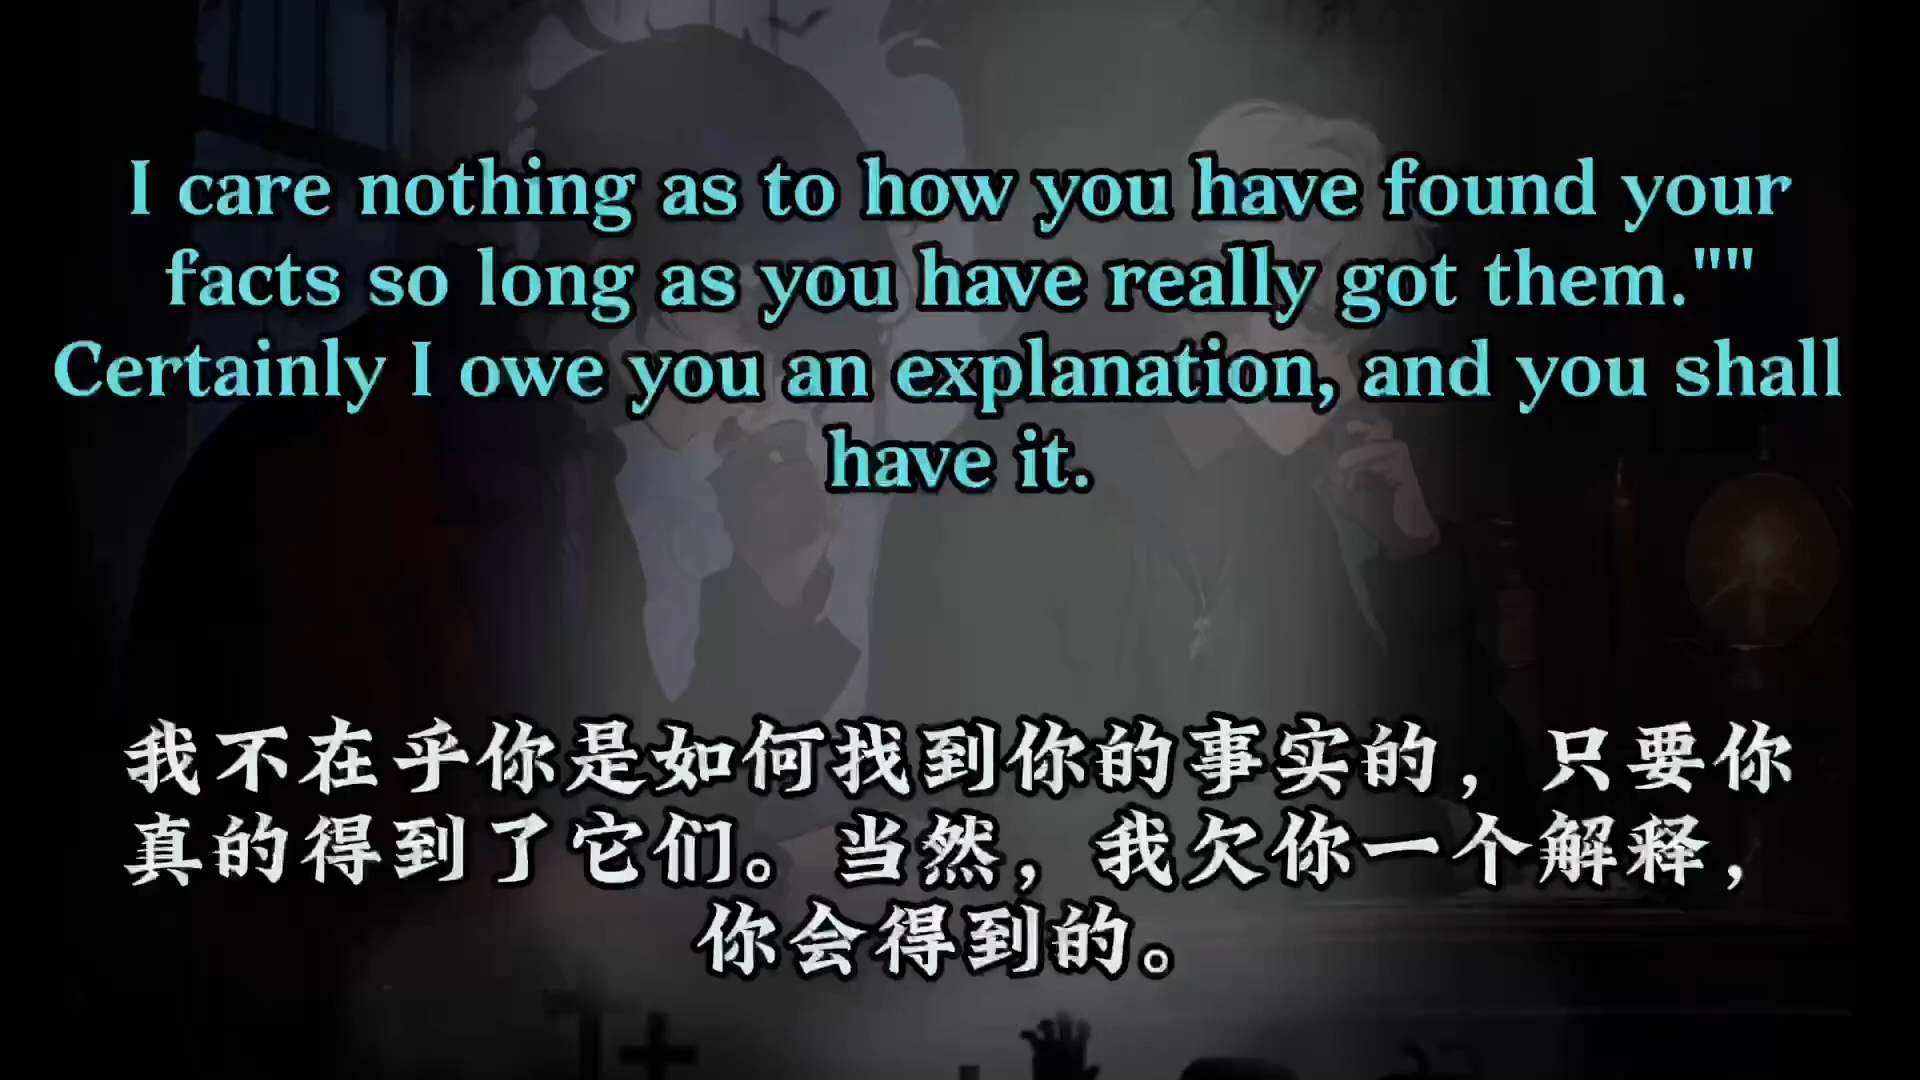 I care nothing as to how you have found your
facts so long as you have really got them.""
Certainly I owe you an explanation, and you shall
have it.
我不在乎你是如何找到你的事实的，只要你
真的得到了它们。当然，我欠你一个解释，
你会得到的。